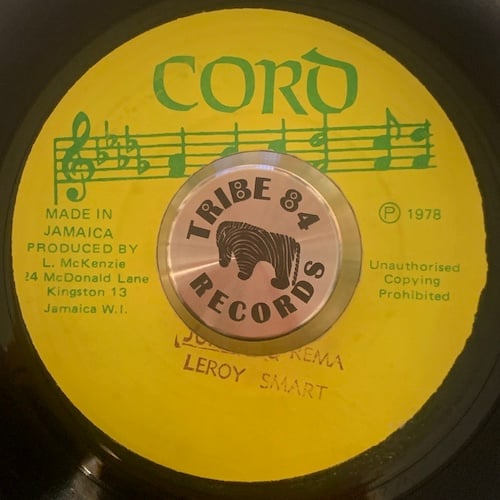 CORD
MADE IN
JAMAICA
PRODUCED BY
L. McKenzie
24 McDonald Lane
Kingston 13
Jamaica W.I.
TRIBE 84
RECORDS
Ⓟ 1978
Unauthorised
Copying
Prohibited
REMA
LEROY SMART